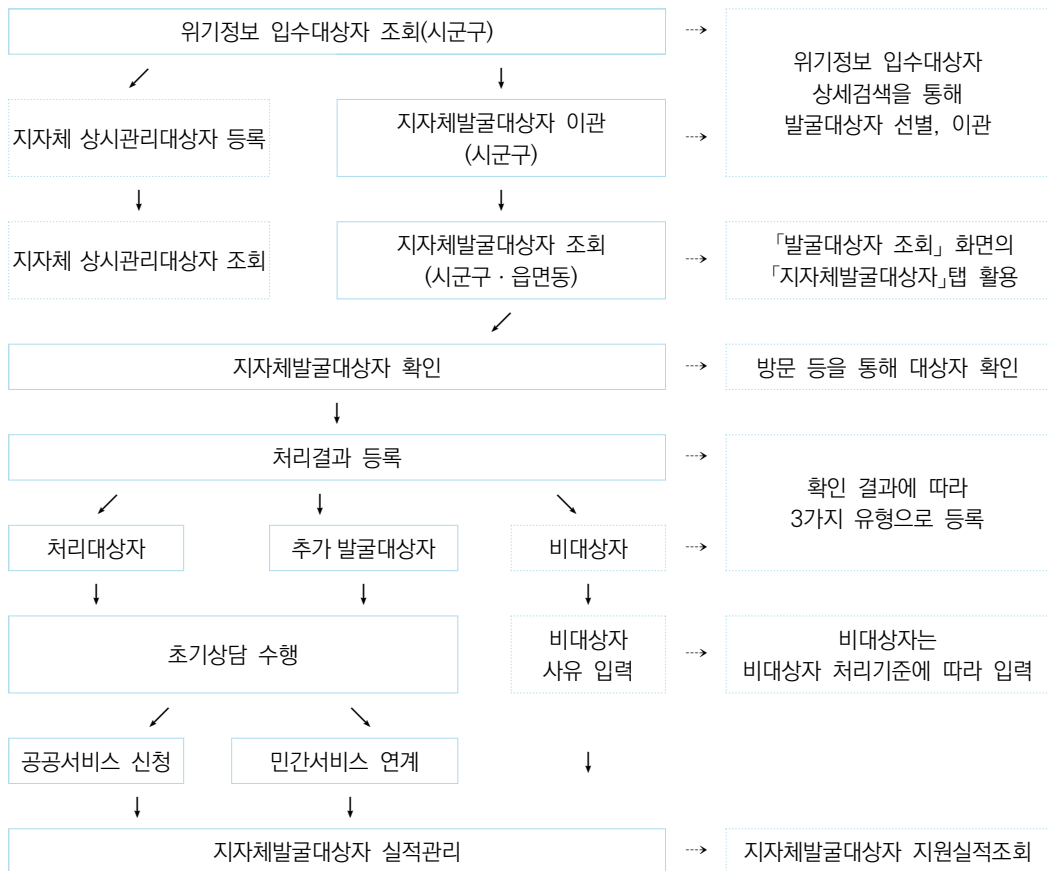 위기정보 입수대상자 조회(시군구)
위기정보 입수대상자
상세검색을 통해
발굴대상자 선별, 이관
지자체 상시관리대상자 등록
지자체발굴대상자 이관
(시군구)
지자체 상시관리대상자 조회
지자체발굴대상자 조회
(시군구 · 읍면동)
「발굴대상자 조회」 화면의
「지자체발굴대상자」탭 활용
지자체발굴대상자 확인
방문 등을 통해 대상자 확인
처리결과 등록
확인 결과에 따라
3가지 유형으로 등록
처리대상자
추가 발굴대상자
비대상자
초기상담 수행
비대상자
사유 입력
비대상자는
비대상자 처리기준에 따라 입력
공공서비스 신청
민간서비스 연계
지자체발굴대상자 실적관리
지자체발굴대상자 지원실적조회